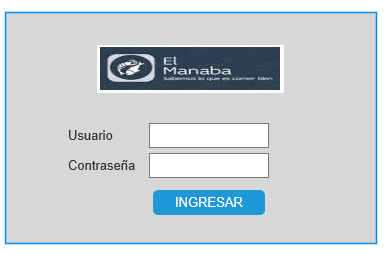 El
Manaba
Sabemos lo que es comer bien
Usuario
Contraseña
INGRESAR